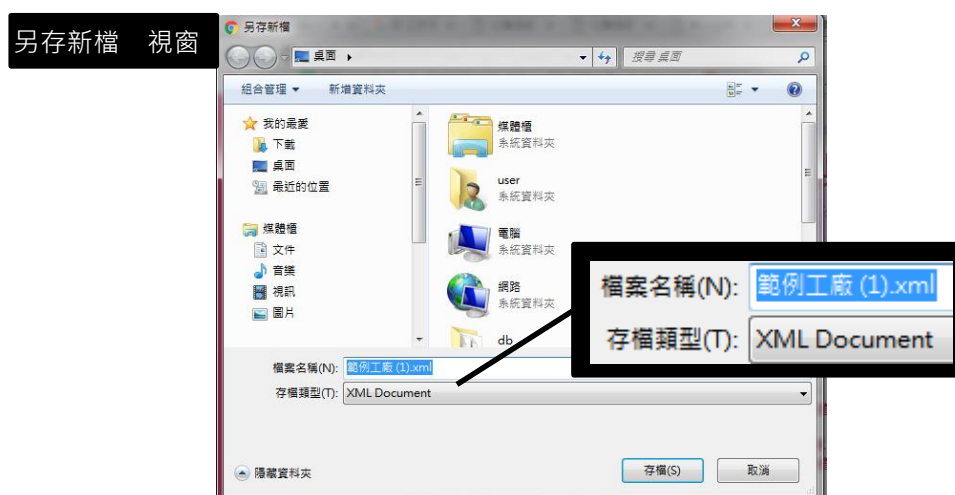 另存新檔 視窗
另存新檔
桌面
搜尋 桌面
組合管理
新增資料夾
我的最愛
下載
桌面
最近的位置
媒體櫃
文件
音樂
視訊
圖片
媒體櫃
系統資料夾
user
系統資料夾
電腦
系統資料夾
網路
系統資料夾
db
檔案名稱(N): 範例工廠 (1).xml
存檔類型(T): XML Document
檔案名稱(N): 範例工廠 (1).xml
存檔類型(T): XML Document
隱藏資料夾
存檔(S)
取消